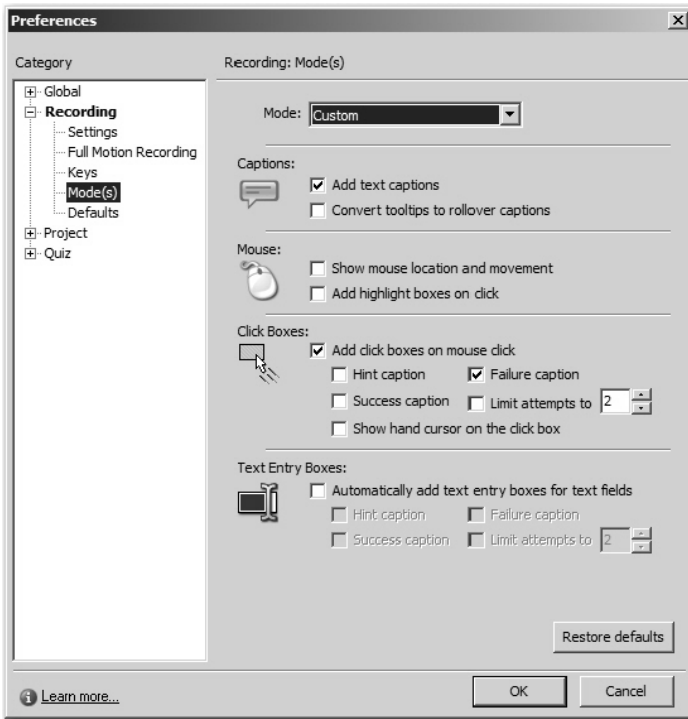 Preferences
Category
Global
Recording
Settings
Full Motion Recording
Keys
Mode(s)
Defaults
Project
Quiz
Recording: Mode(s)
Mode: Custom
Captions:
Add text captions
Convert tooltips to rollover captions
Mouse:
Show mouse location and movement
Add highlight boxes on click
Click Boxes:
Add click boxes on mouse click
Hint caption Failure caption
Success caption Limit attempts to 2
Show hand cursor on the click box
Text Entry Boxes:
Automatically add text entry boxes for text fields
Hint caption Failure caption
Success caption Limit attempts to 2
Restore defaults
Learn more... OK Cancel